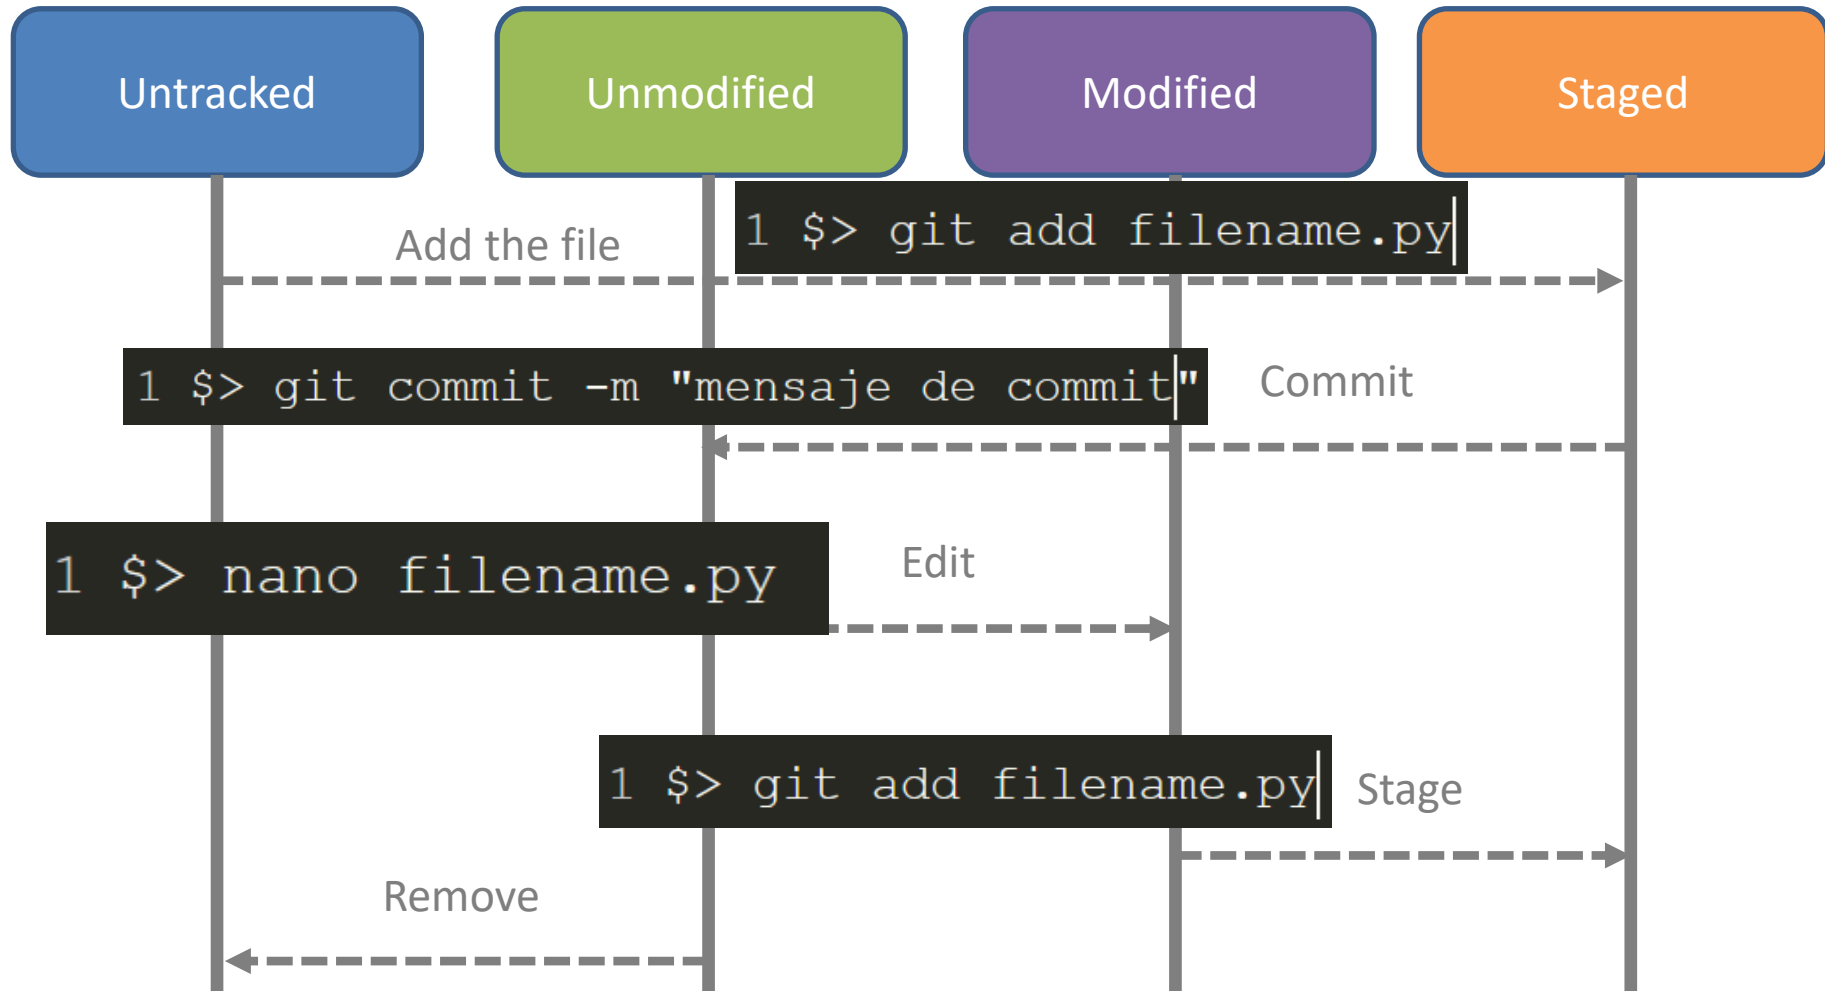 Untracked
Unmodified
Modified
Staged
Add the file
1 $> git add filename.py
1 $> git commit -m "mensaje de commit"
Commit
1 $> nano filename.py
Edit
1 $> git add filename.py
Stage
Remove